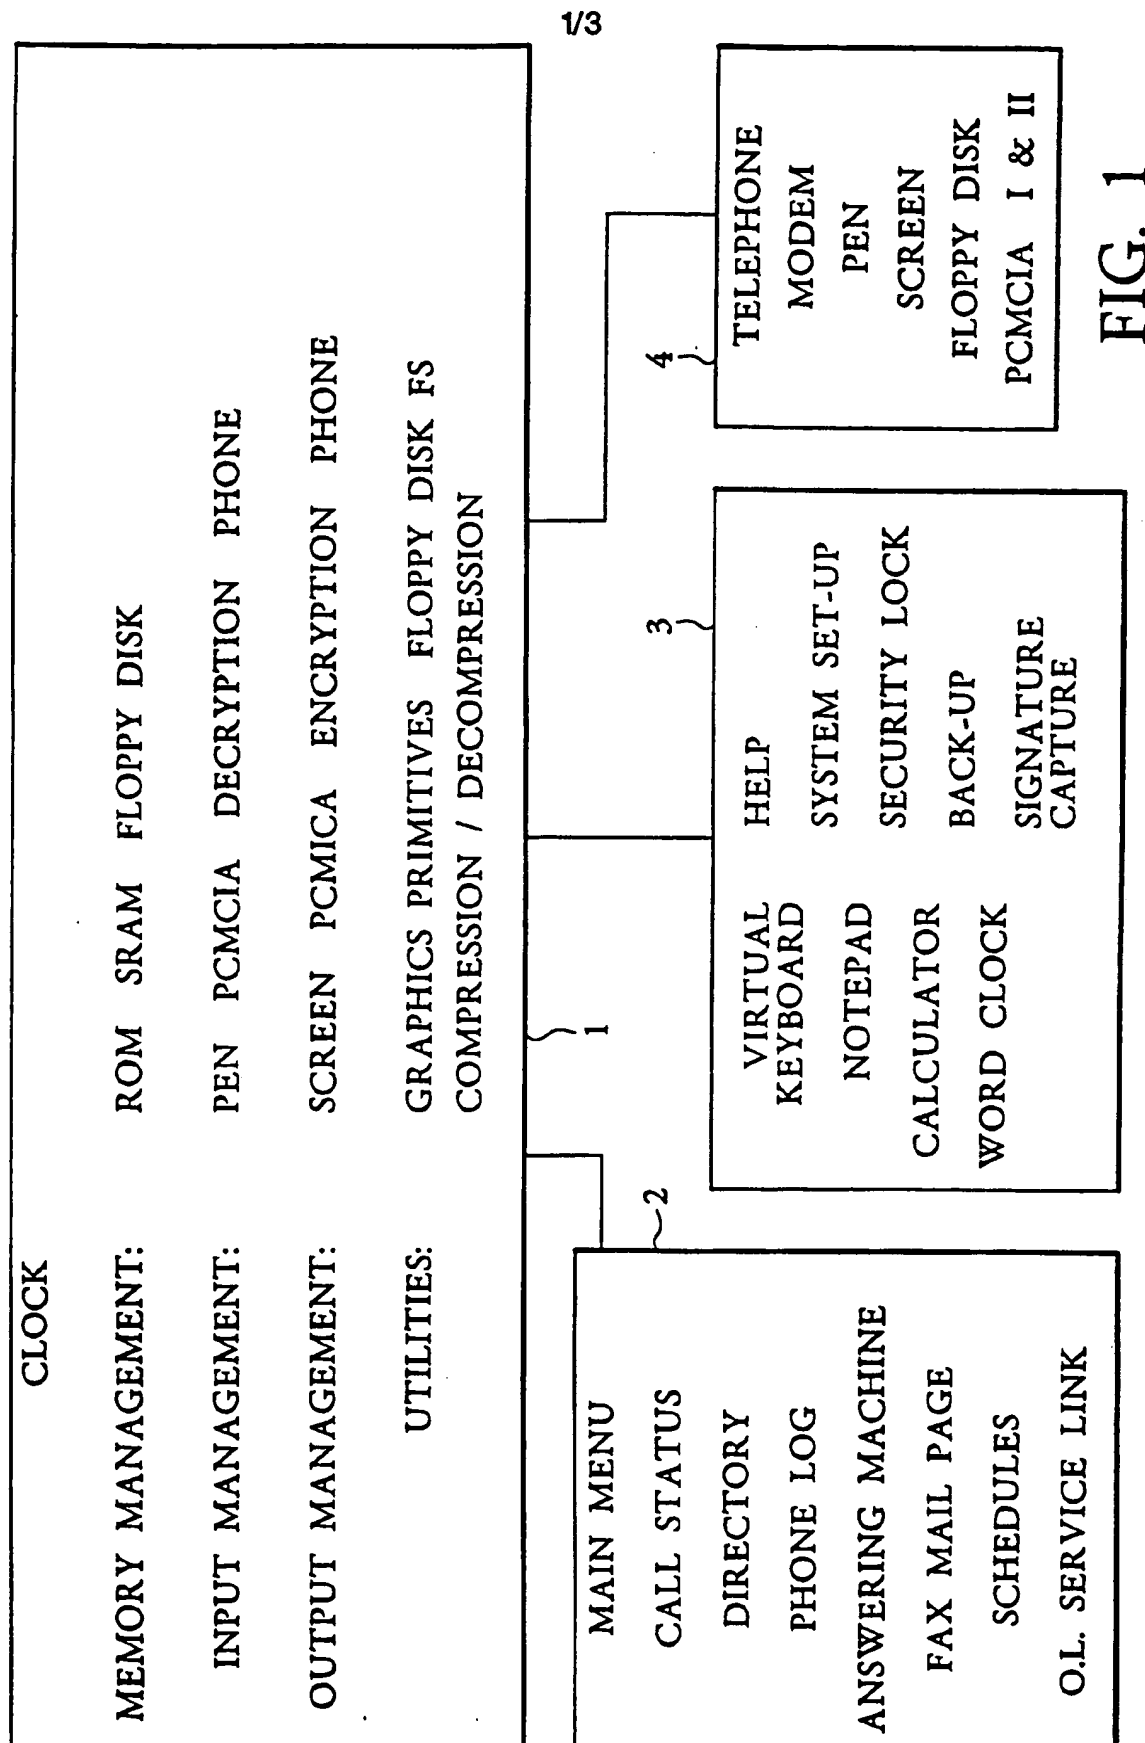 1/3
CLOCK
MEMORY MANAGEMENT: ROM SRAM FLOPPY DISK
INPUT MANAGEMENT: PEN PCMCIA DECRYPTION PHONE
OUTPUT MANAGEMENT: SCREEN PCMICA ENCRYPTION PHONE
UTILITIES: GRAPHICS PRIMITIVES FLOPPY DISK FS
COMPRESSION / DECOMPRESSION
1
2
MAIN MENU
CALL STATUS
DIRECTORY
PHONE LOG
ANSWERING MACHINE
FAX MAIL PAGE
SCHEDULES
O.L. SERVICE LINK
3
VIRTUAL
KEYBOARD
NOTEPAD
CALCULATOR
WORD CLOCK
HELP
SYSTEM SET-UP
SECURITY LOCK
BACK-UP
SIGNATURE
CAPTURE
4
TELEPHONE
MODEM
PEN
SCREEN
FLOPPY DISK
PCMCIA I & II
FIG. 1